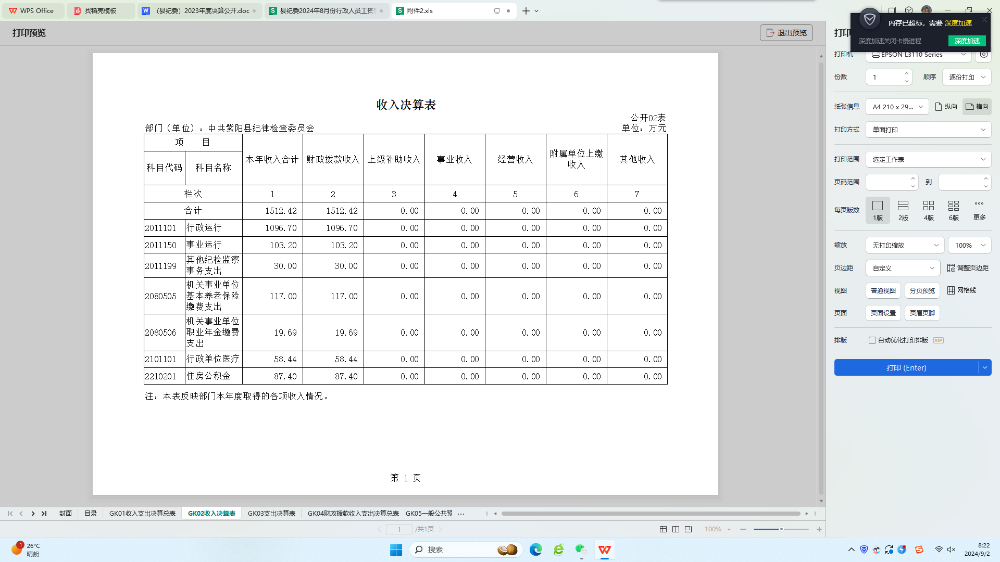 WPS Office
找稻壳模板
（县纪委）2023年度决算公开.doc
县纪委2024年8月份行政人员工资
附件2.xls
打印预览
退出预览
内存已超标，需要 深度加速
深度加速关闭卡慢进程
深度加速
收入决算表
公开02表
部门（单位）：中共紫阳县纪律检查委员会
单位：万元
项 目 本年收入合计 财政拨款收入 上级补助收入 事业收入 经营收入 附属单位上缴收入 其他收入
科目代码 科目名称
栏次 1 2 3 4 5 6 7
合计 1512.42 1512.42 0.00 0.00 0.00 0.00 0.00
2011101 行政运行 1096.70 1096.70 0.00 0.00 0.00 0.00 0.00
2011150 事业运行 103.20 103.20 0.00 0.00 0.00 0.00 0.00
2011199 其他纪检监察事务支出 30.00 30.00 0.00 0.00 0.00 0.00 0.00
2080505 机关事业单位基本养老保险缴费支出 117.00 117.00 0.00 0.00 0.00 0.00 0.00
2080506 机关事业单位职业年金缴费支出 19.69 19.69 0.00 0.00 0.00 0.00 0.00
2101101 行政单位医疗 58.44 58.44 0.00 0.00 0.00 0.00 0.00
2210201 住房公积金 87.40 87.40 0.00 0.00 0.00 0.00 0.00
注：本表反映部门本年度取得的各项收入情况。
第 1 页
打印机 EPSON L3110 Series
份数 1 顺序 逐份打印
纸张信息 A4 210 x 29... 纵向 横向
打印方式 单面打印
打印范围 选定工作表
页码范围 到
每页版数 1版 2版 4版 6版 更多
缩放 无打印缩放 100%
页边距 自定义 调整页边距
视图 普通视图 分页预览 网格线
页面 页面设置 页眉页脚
排版 自动优化打印排版 VIP
打印 (Enter)
封面 目录 GK01收入支出决算总表 GK02收入决算表 GK03支出决算表 GK04财政拨款收入支出决算总表 GK05一般公共预 ...
1 /共1页
100%
1
26°C
晴朗
搜索
8:22
2024/9/2